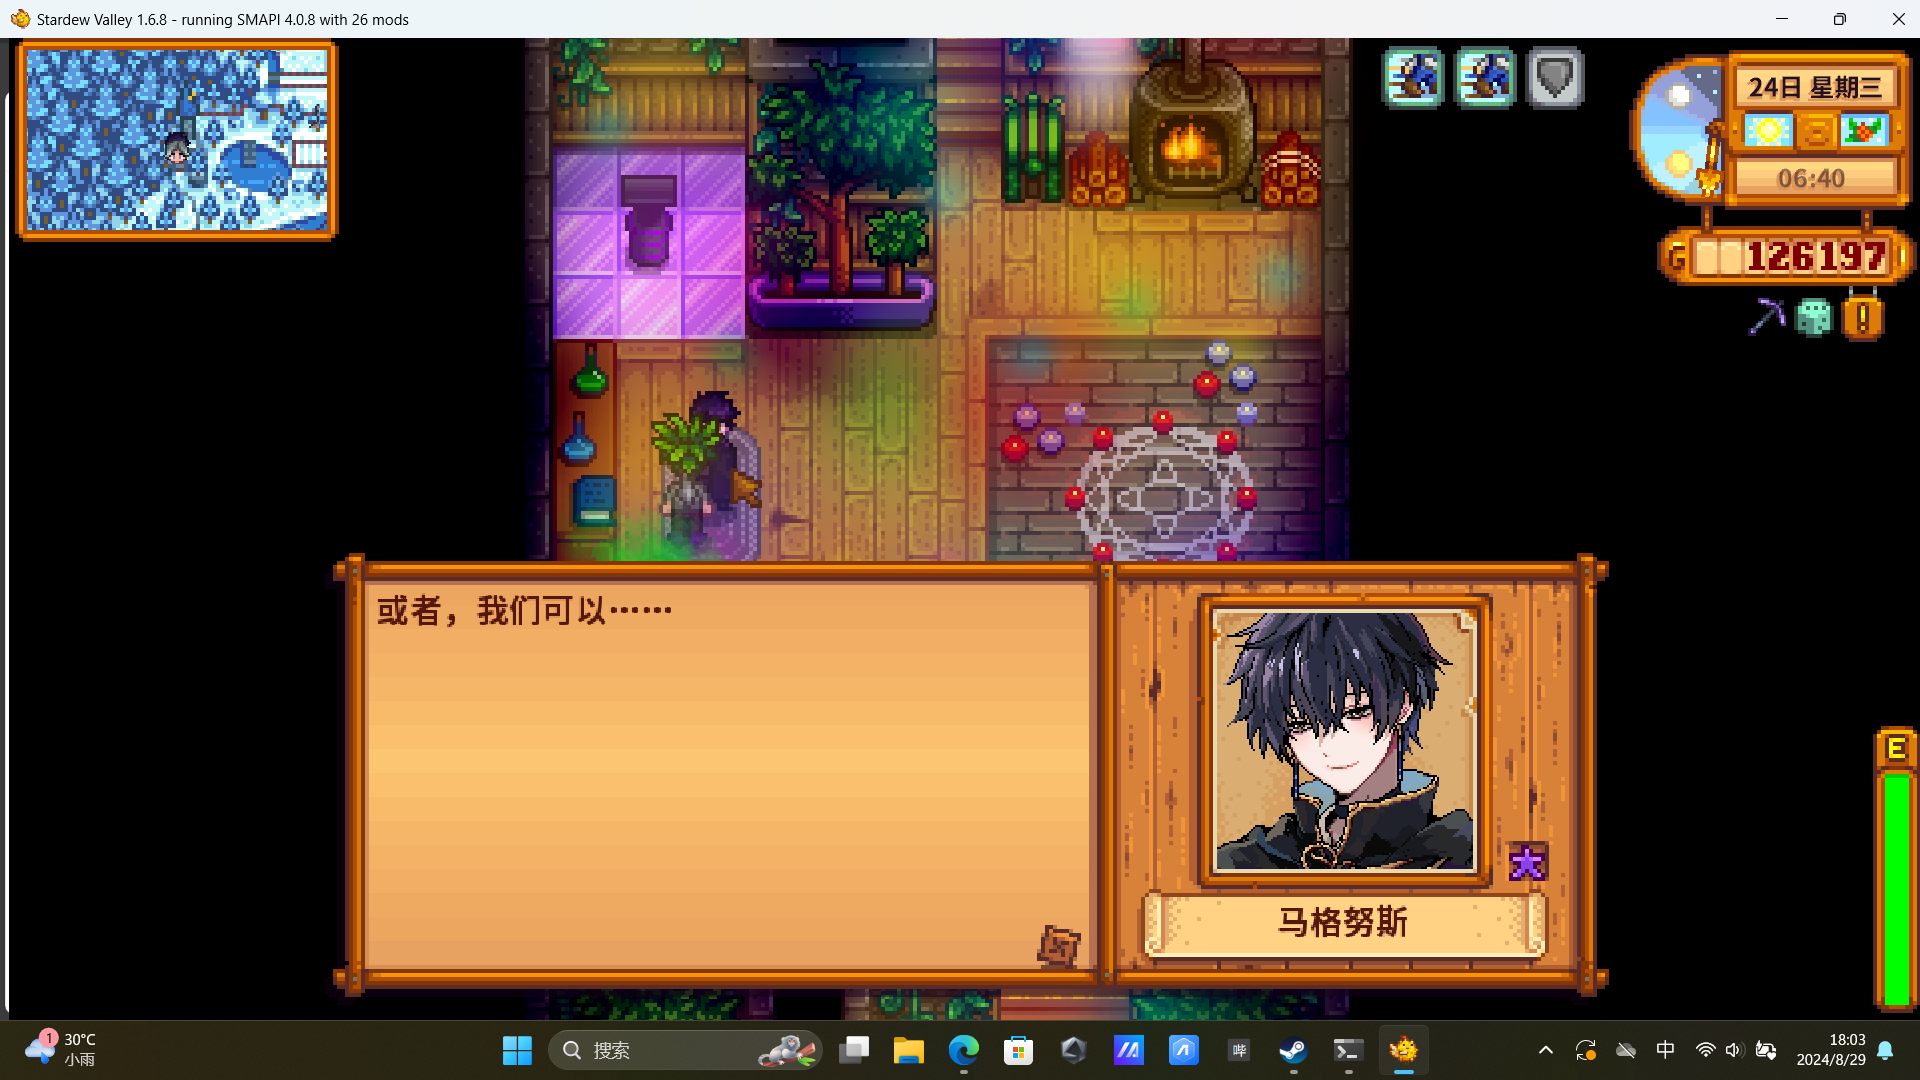 Stardew Valley 1.6.8 - running SMAPI 4.0.8 with 26 mods
24日 星期三
06:40
G 126197
E
或者，我们可以……
马格努斯
1
30°C
小雨
搜索
哔
中
18:03
2024/8/29